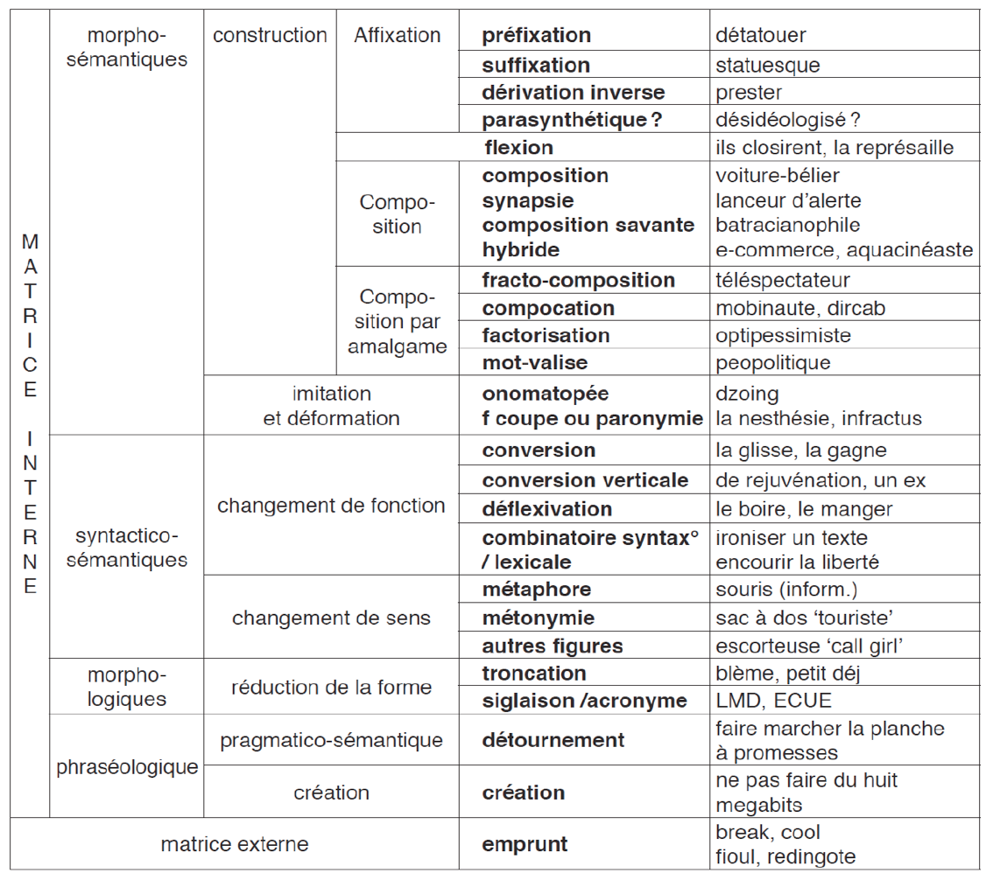 MATRICE INTERNE
morpho-
sémantiques
construction
Affixation
préfixation
détatouer
suffixation
statuesque
dérivation inverse
prester
parasynthétique ?
désidéologisé ?
flexion
ils closirent, la représaille
Compo-
sition
composition
voiture-bélier
synapsie
lanceur d’alerte
composition savante
batracianophile
hybride
e-commerce, aquacinéaste
Compo-
sition par
amalgame
fracto-composition
téléspectateur
compocation
mobinaute, dircab
factorisation
optipessimiste
mot-valise
peopolitique
imitation
et déformation
onomatopée
dzoing
f coupe ou paronymie
la nesthésie, infractus
syntactico-
sémantiques
changement de fonction
conversion
la glisse, la gagne
conversion verticale
de rejuvénation, un ex
déflexivation
le boire, le manger
combinatoire syntax°
/ lexicale
ironiser un texte
encourir la liberté
changement de sens
métaphore
souris (inform.)
métonymie
sac à dos ‘touriste’
autres figures
escorteuse ‘call girl’
morpho-
logiques
réduction de la forme
troncation
blème, petit déj
siglaison /acronyme
LMD, ECUE
phraséologique
pragmatico-sémantique
détournement
faire marcher la planche
à promesses
création
création
ne pas faire du huit
megabits
matrice externe
emprunt
break, cool
fioul, redingote